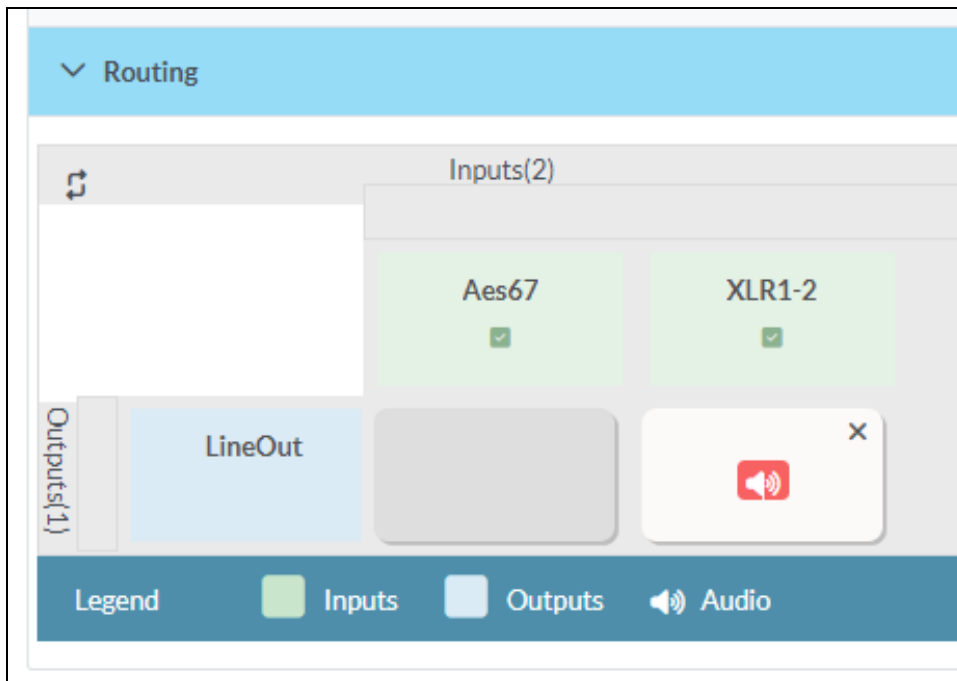 Routing
Inputs(2)
Aes67
XLR1-2
Outputs(1)
LineOut
Legend
Inputs
Outputs
Audio